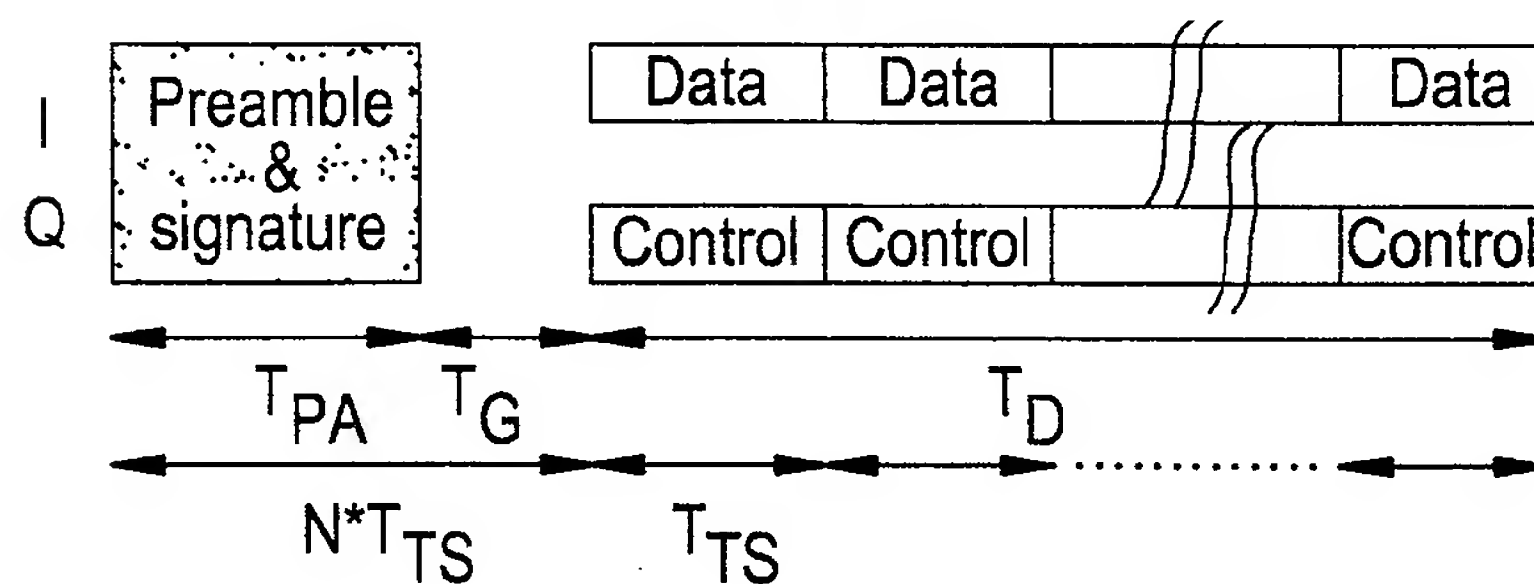 I
Q
Preamble
&
signature
Data Data Data
Control Control Control
T_PA T_G T_D
N*T_TS T_TS